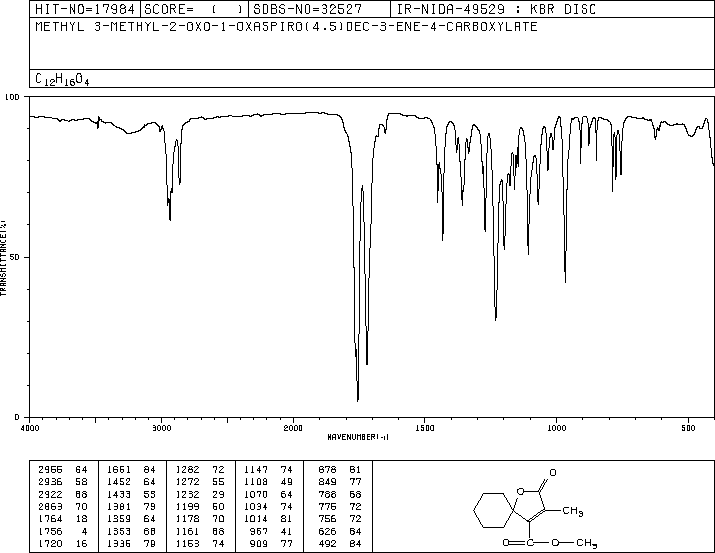 HIT-NO=17984 SCORE= ( ) SDBS-NO=32527 IR-NIDA-49529 : KBR DISC
METHYL 3-METHYL-2-OXO-1-OXASPIRO(4.5)DEC-3-ENE-4-CARBOXYLATE
C12H16O4
100
50
0
TRANSMITTANCE(%)
4000 3000 2000 1500 1000 500
WAVENUMBER(-1)
2955 64 1651 84 1282 72 1147 74 878 81
2936 58 1452 64 1272 55 1108 49 849 77
2922 66 1433 53 1232 29 1070 64 788 68
2863 70 1381 79 1199 50 1034 74 775 72
1764 18 1359 64 1178 70 1014 81 756 72
1756 4 1353 68 1161 68 967 41 626 84
1720 16 1335 79 1153 74 909 77 492 84
O
O
CH3
O
O
CH3